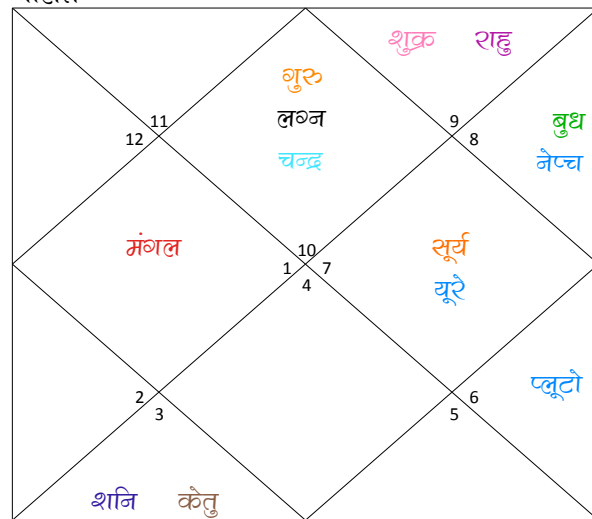 शुक्र राहु
गुरु
लग्न
चन्द्र
11
12
9
8
बुध
नेप्च
मंगल
10
1 7
4
सूर्य
यूरे
प्लूटो
2
3
6
5
शनि केतु